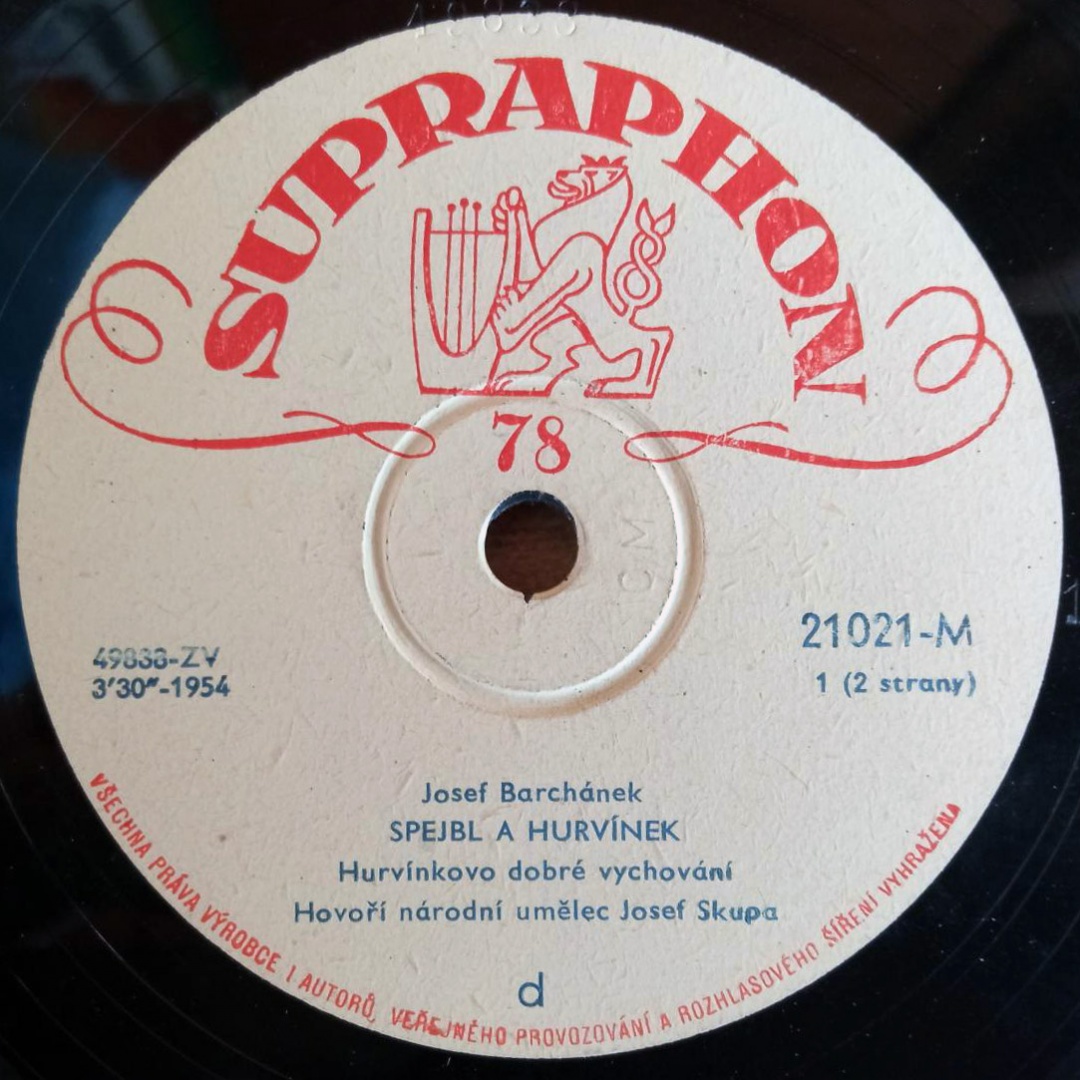 SUPRAPHON
78
49838-ZV
3'30"-1954
21021-M
1 (2 strany)
Josef Barchánek
SPEJBL A HURVÍNEK
Hurvínkovo dobré vychování
Hovoří národní umělec Josef Skupa
d
VŠECHNA PRÁVA VÝROBCE I AUTORŮ, VEŘEJNÉHO PROVOZOVÁNÍ A ROZHLASOVÉHO ŠÍŘENÍ VYHRAŽENA